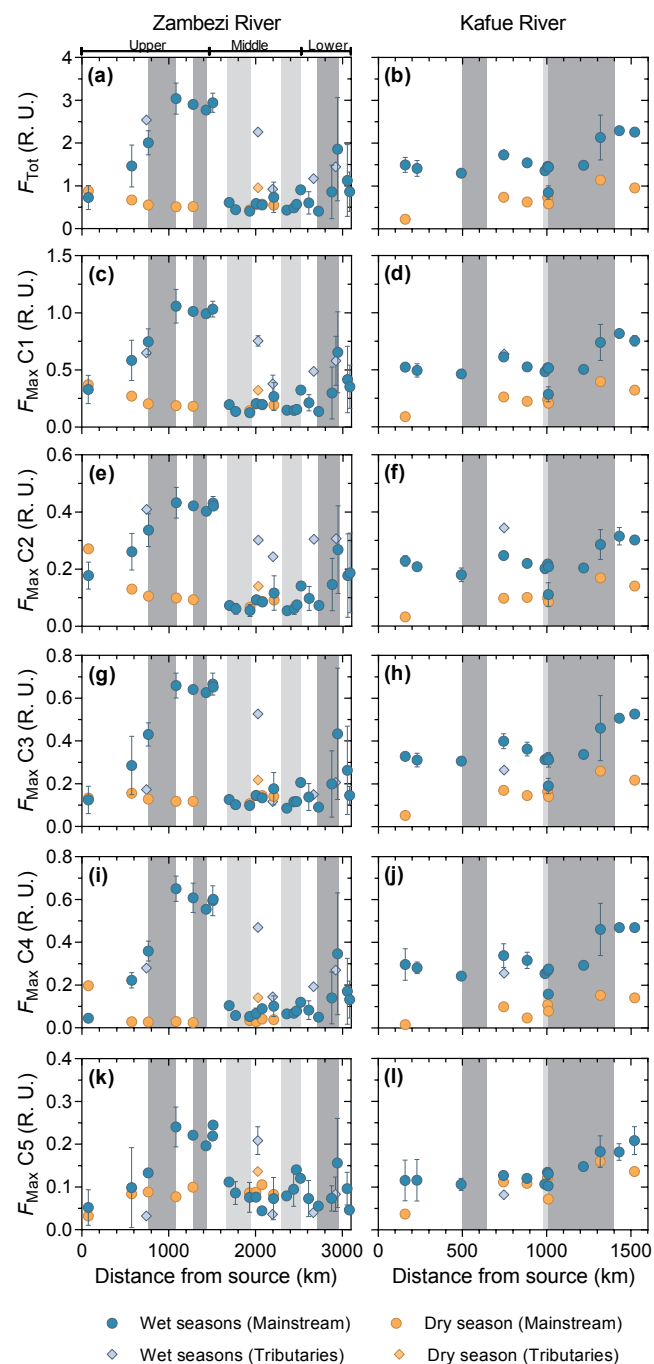 Zambezi River
Kafue River
Upper Middle Lower
(a) (b)
4
3
2
1
0
F_Tot (R. U.)
(c) (d)
1.5
1.0
0.5
0.0
F_Max C1 (R. U.)
(e) (f)
0.6
0.4
0.2
0.0
F_Max C2 (R. U.)
(g) (h)
0.8
0.6
0.4
0.2
0.0
F_Max C3 (R. U.)
(i) (j)
0.8
0.6
0.4
0.2
0.0
F_Max C4 (R. U.)
(k) (l)
0.4
0.3
0.2
0.1
0.0
F_Max C5 (R. U.)
0 1000 2000 3000 0 500 1000 1500
Distance from source (km) Distance from source (km)
Wet seasons (Mainstream) Dry season (Mainstream)
Wet seasons (Tributaries) Dry season (Tributaries)